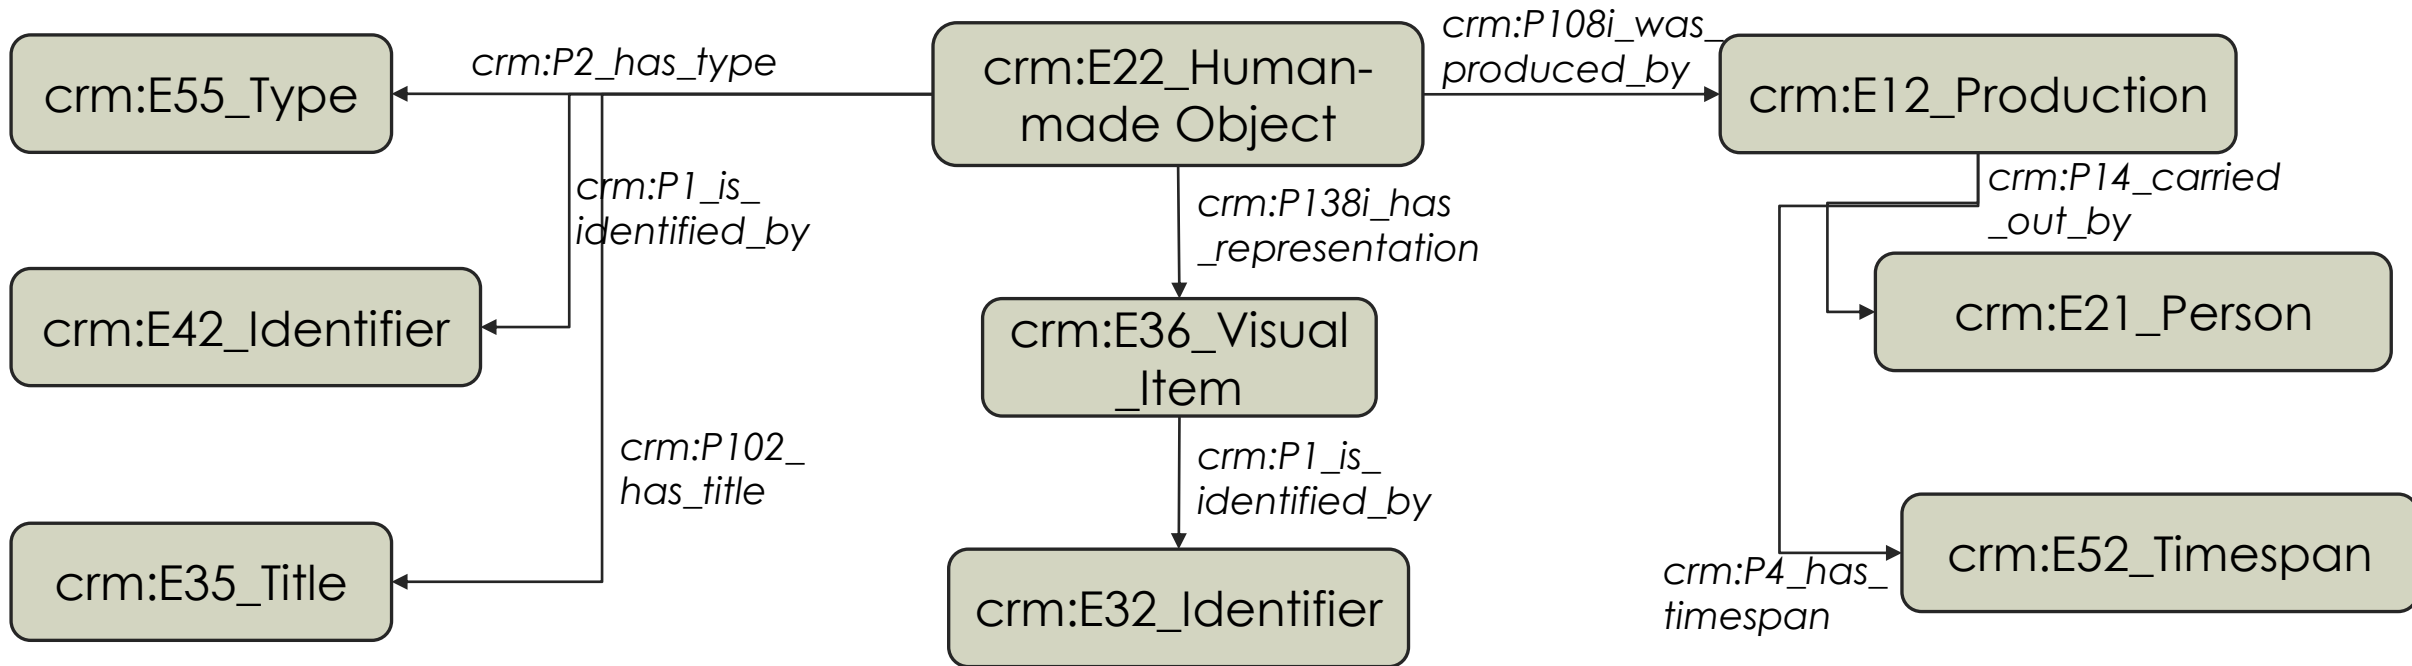 crm:E55_Type
crm:P2_has_type
crm:E22_Human-
made Object
crm:P108i_was_
produced_by
crm:E12_Production
crm:P1_is_
identified_by
crm:P138i_has
_representation
crm:P14_carried
_out_by
crm:E42_Identifier
crm:E36_Visual
_Item
crm:E21_Person
crm:P102_
has_title
crm:P1_is_
identified_by
crm:E35_Title
crm:E32_Identifier
crm:E52_Timespan
crm:P4_has_
timespan